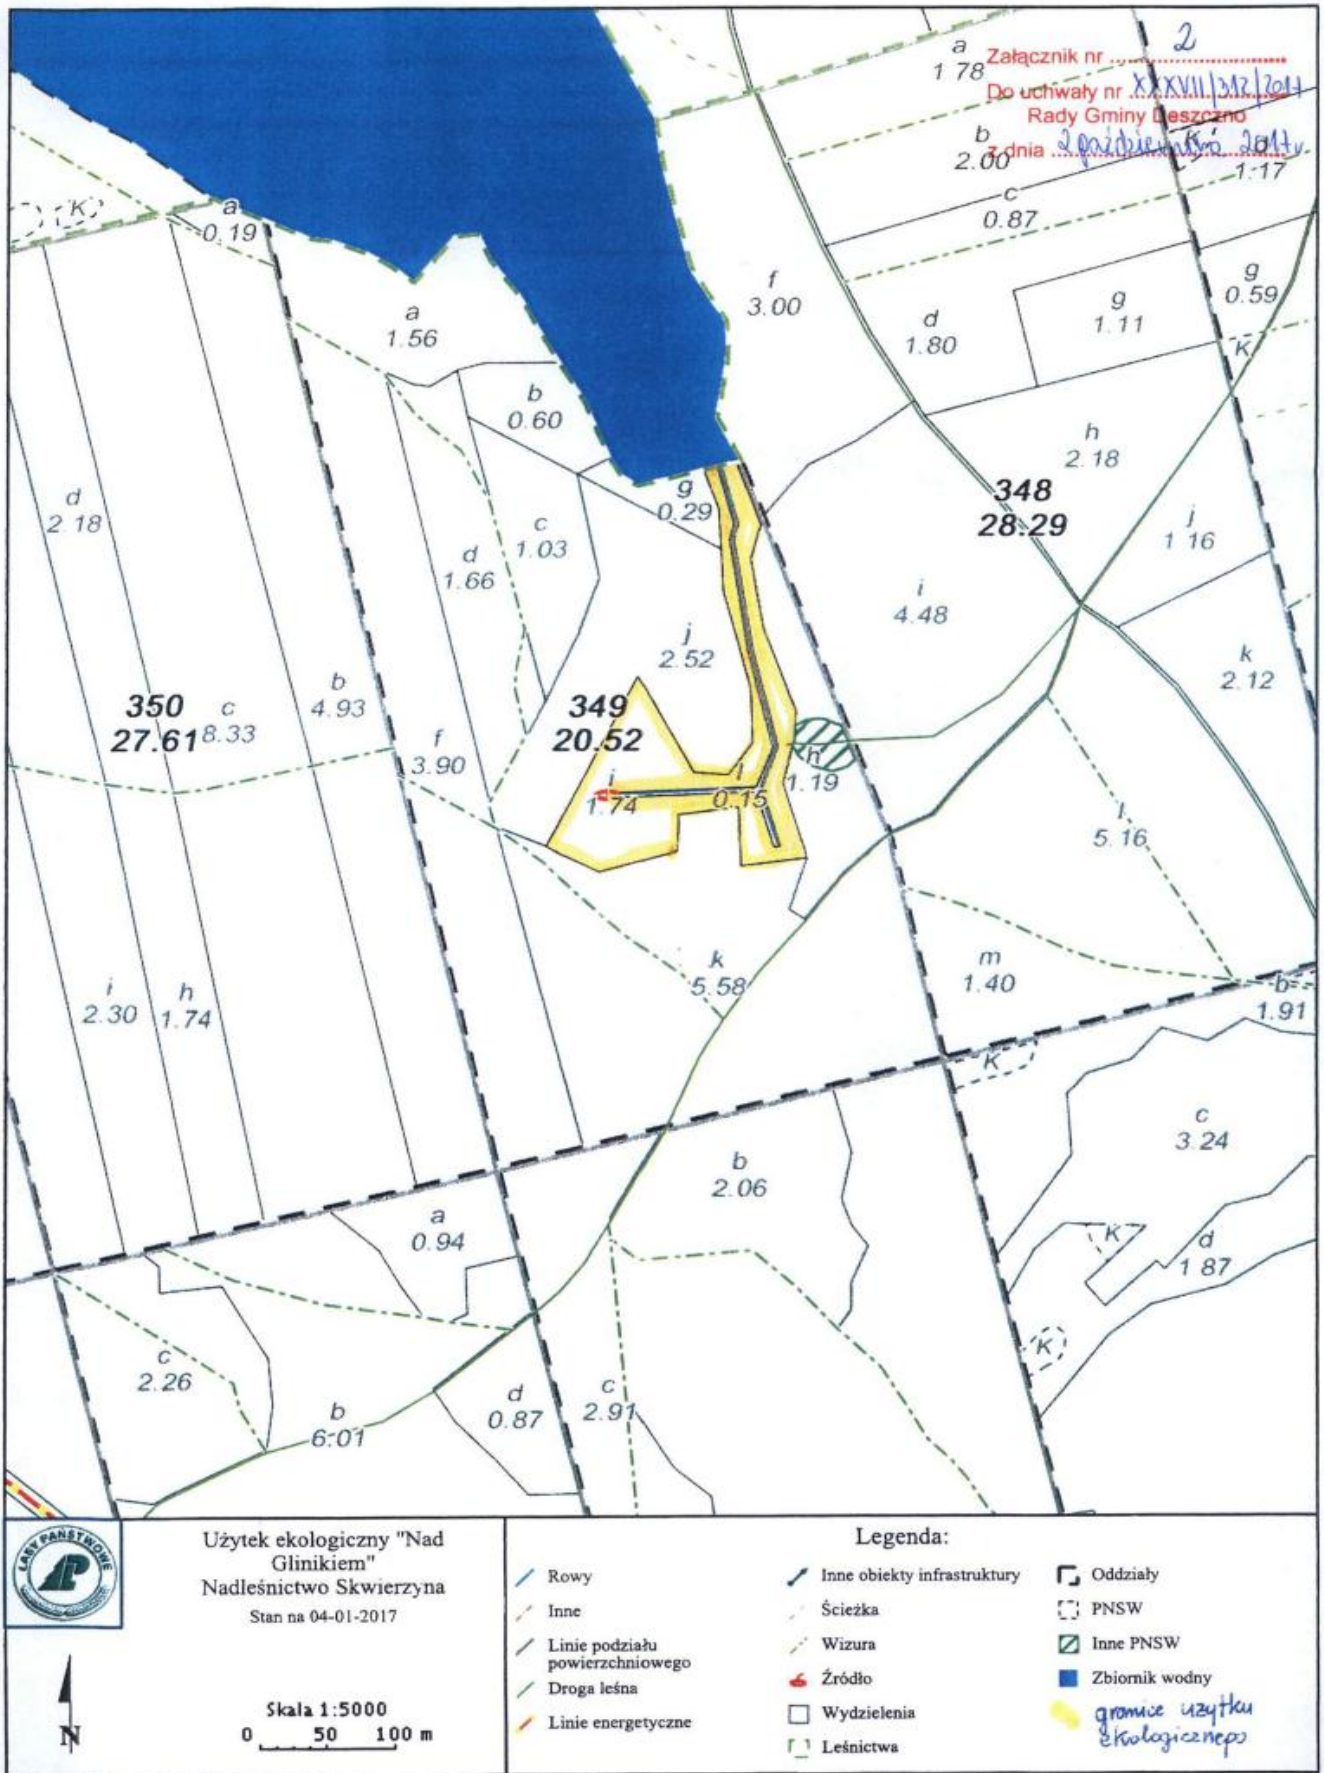 Załącznik nr 2
Do uchwały nr XXXVII/312/2017
Rady Gminy Deszczno
z dnia 2 października 2017r.
a
1.78
b
2.00
c
0.87
K
1.17
g
0.59
K
f
3.00
d
1.80
g
1.11
h
2.18
348
28.29
j
1.16
i
4.48
k
2.12
l
5.16
m
1.40
K
a
0.19
a
1.56
b
0.60
g
0.29
c
1.03
d
1.66
d
2.18
j
2.52
350
27.61
c
8.33
b
4.93
f
3.90
349
20.52
i
1.74
l
0.15
h
1.19
k
5.58
i
2.30
h
1.74
b
1.91
K
c
3.24
K
d
1.87
K
b
2.06
a
0.94
c
2.26
b
6.01
d
0.87
c
2.91
LASY PAŃSTWOWE
Użytek ekologiczny "Nad
Glinikiem"
Nadleśnictwo Skwierzyna
Stan na 04-01-2017
N
Skala 1:5000
0 50 100 m
Legenda:
Rowy
Inne
Linie podziału
powierzchniowego
Droga leśna
Linie energetyczne
Inne obiekty infrastruktury
Ścieżka
Wizura
Źródło
Wydzielenia
Leśnictwa
Oddziały
PNSW
Inne PNSW
Zbiornik wodny
granice użytku
ekologicznego